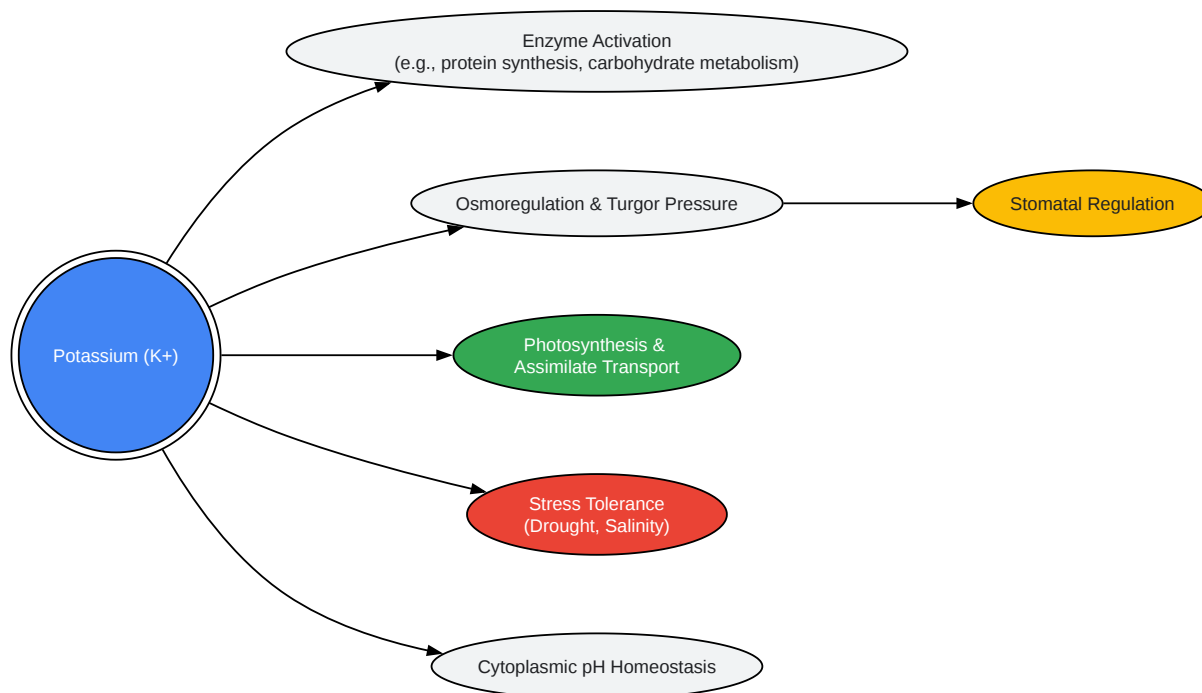 Enzyme Activation
(e.g., protein synthesis, carbohydrate metabolism)
Osmoregulation & Turgor Pressure
Stomatal Regulation
Potassium (K+)
Photosynthesis &
Assimilate Transport
Stress Tolerance
(Drought, Salinity)
Cytoplasmic pH Homeostasis